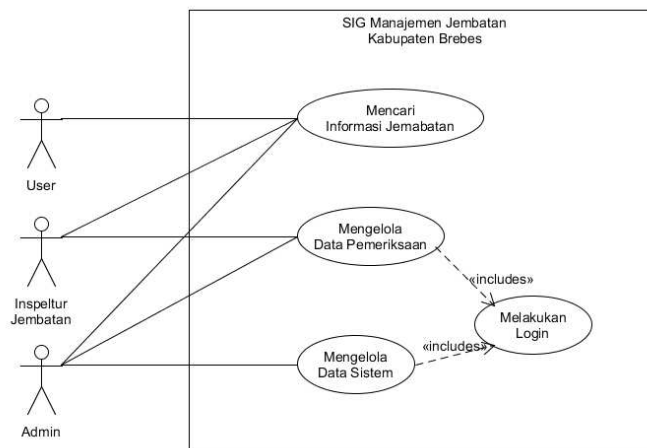 SIG Manajemen Jembatan
Kabupaten Brebes
Mencari
Informasi Jemabatan
User
Mengelola
Data Pemeriksaan
«includes»
Inspeltur
Jembatan
Melakukan
Login
«includes»
Mengelola
Data Sistem
Admin